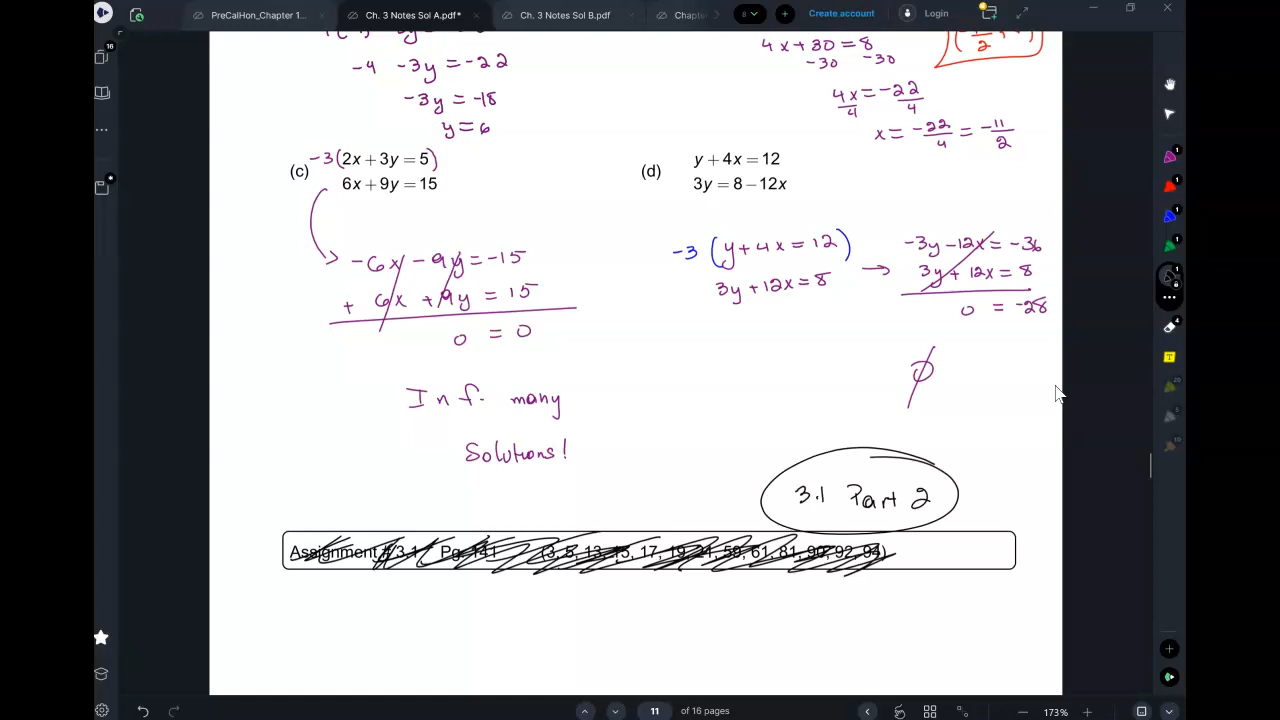 PreCalHon_Chapter 1...
Ch. 3 Notes Sol A.pdf*
Ch. 3 Notes Sol B.pdf
Chapte
8
Create account
Login
16
4x+30=8
-30 -30
-4 -3y=-22
4x/4=-22/4
-3y=-18
y=6
x=-22/4=-11/2
(c) -3(2x+3y=5)
6x+9y=15
-6x-9y=-15
+ 6x+9y=15
0 = 0
Inf. many
Solutions!
(d) y+4x=12
3y=8-12x
-3 (y+4x=12)
3y+12x=8
→
-3y-12x=-36
3y+12x=8
0 = -28
Ø
3.1 Part 2
Assignment # 3.1 Pg. 141 (3, 5, 13, 15, 17, 19, 21, 59, 61, 81, 90, 92, 94)
11 of 16 pages
173%